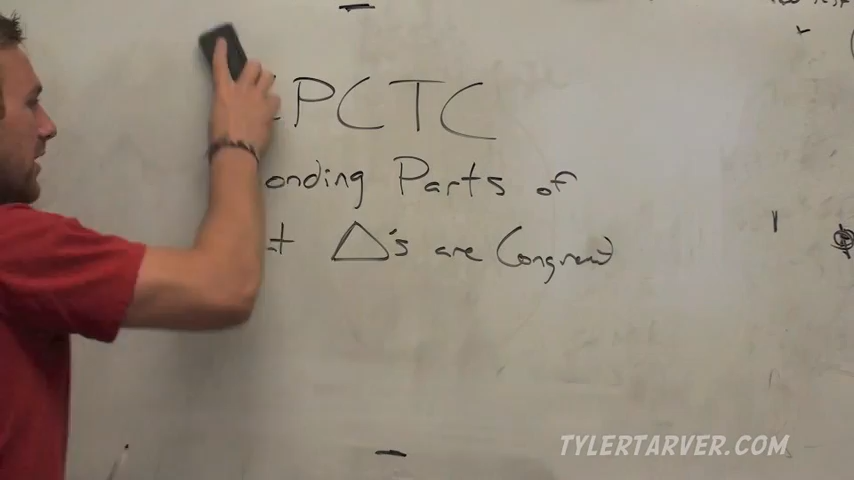 PCTC
onding Parts of
t △'s are Congruent
TYLERTARVER.COM